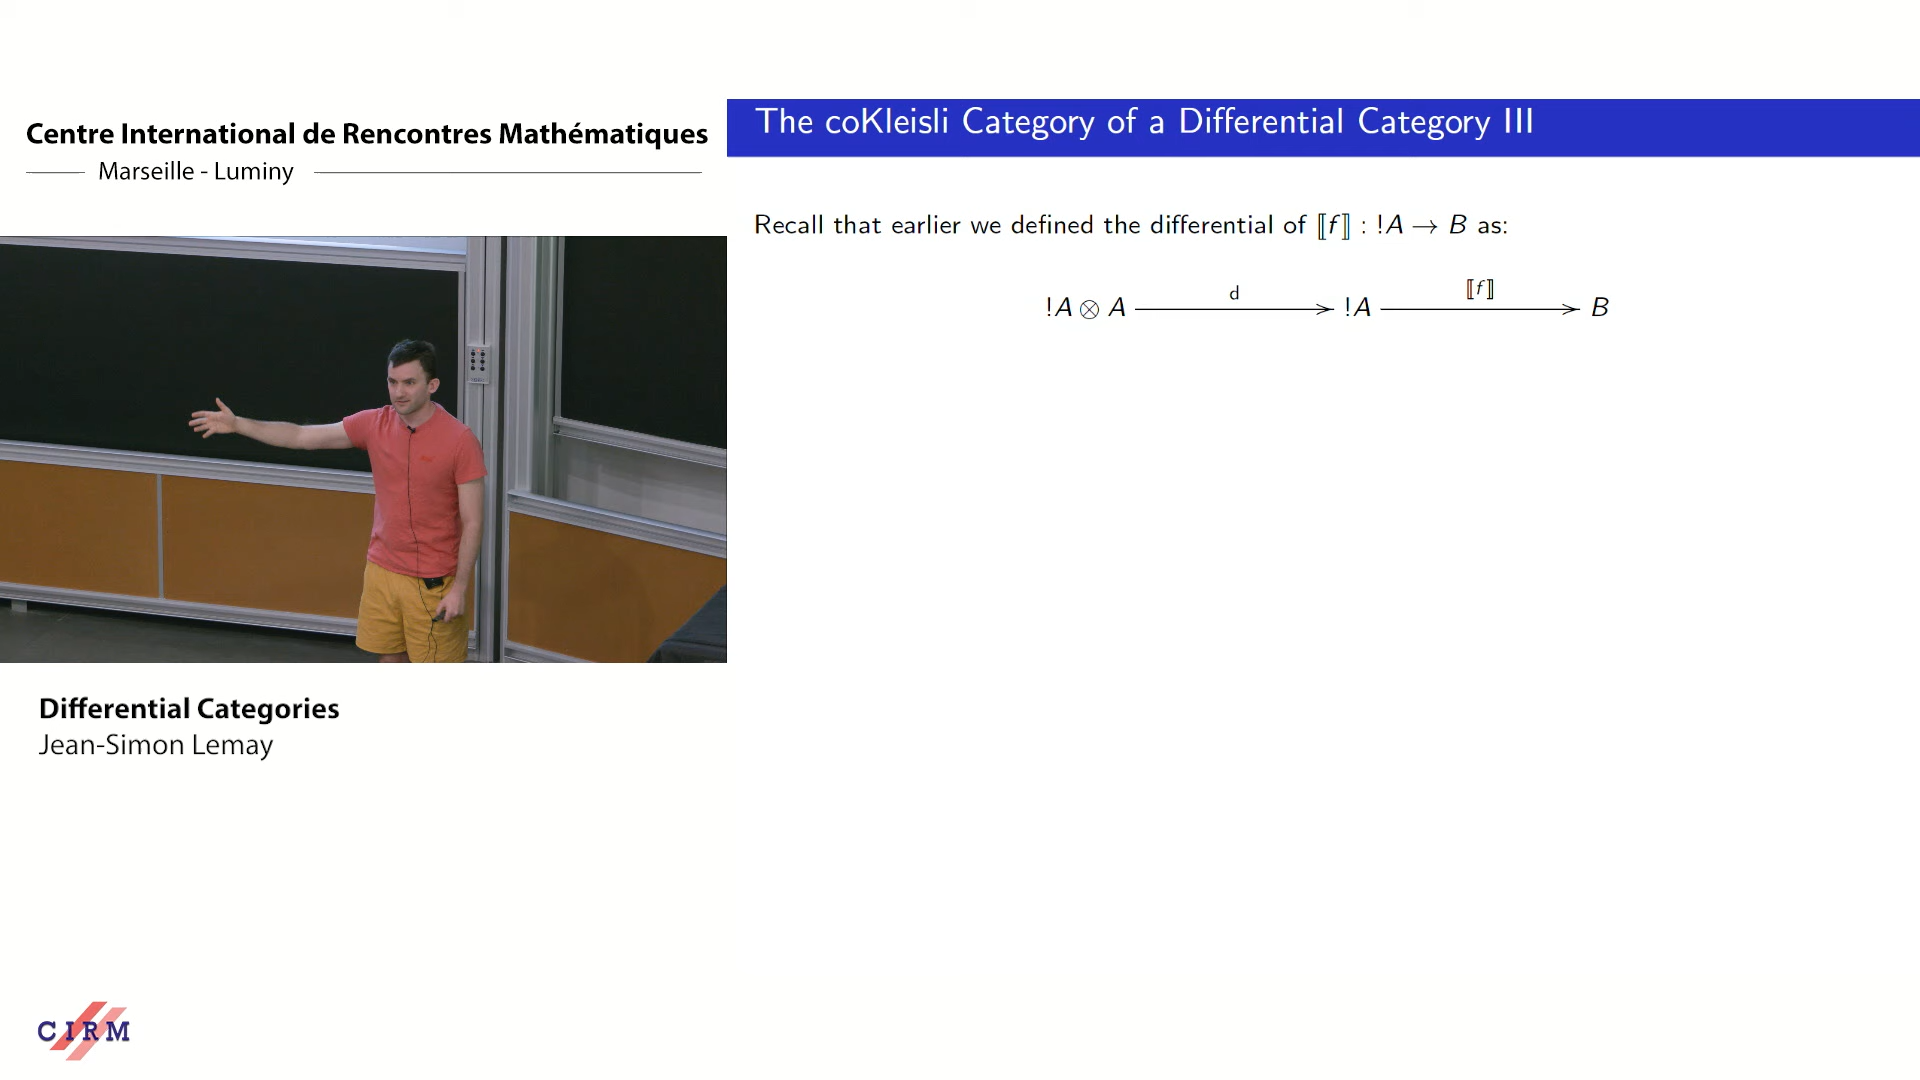 Centre International de Rencontres Mathématiques
Marseille - Luminy
The coKleisli Category of a Differential Category III
Recall that earlier we defined the differential of ⟦f⟧ : !A → B as:
d ⟦f⟧
!A ⊗ A → !A → B
Differential Categories
Jean-Simon Lemay
CIRM